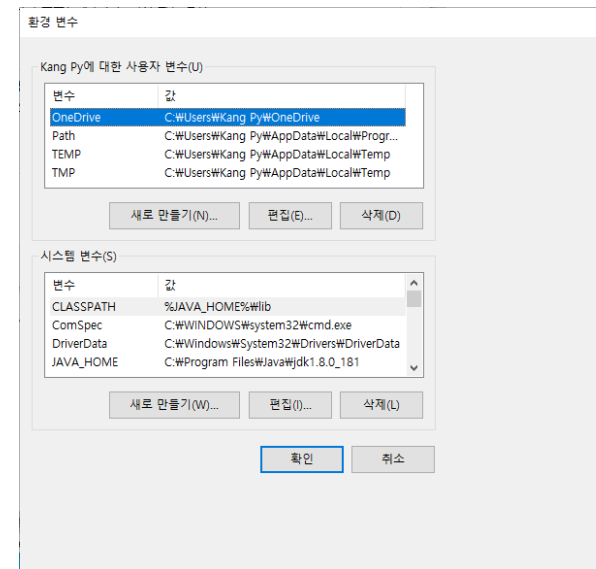 환경 변수
Kang Py에 대한 사용자 변수(U)
변수 값
OneDrive C:₩Users₩Kang Py₩OneDrive
Path C:₩Users₩Kang Py₩AppData₩Local₩Progr...
TEMP C:₩Users₩Kang Py₩AppData₩Local₩Temp
TMP C:₩Users₩Kang Py₩AppData₩Local₩Temp
새로 만들기(N)... 편집(E)... 삭제(D)
시스템 변수(S)
변수 값
CLASSPATH %JAVA_HOME%₩lib
ComSpec C:₩WINDOWS₩system32₩cmd.exe
DriverData C:₩Windows₩System32₩Drivers₩DriverData
JAVA_HOME C:₩Program Files₩Java₩jdk1.8.0_181
새로 만들기(W)... 편집(I)... 삭제(L)
확인 취소